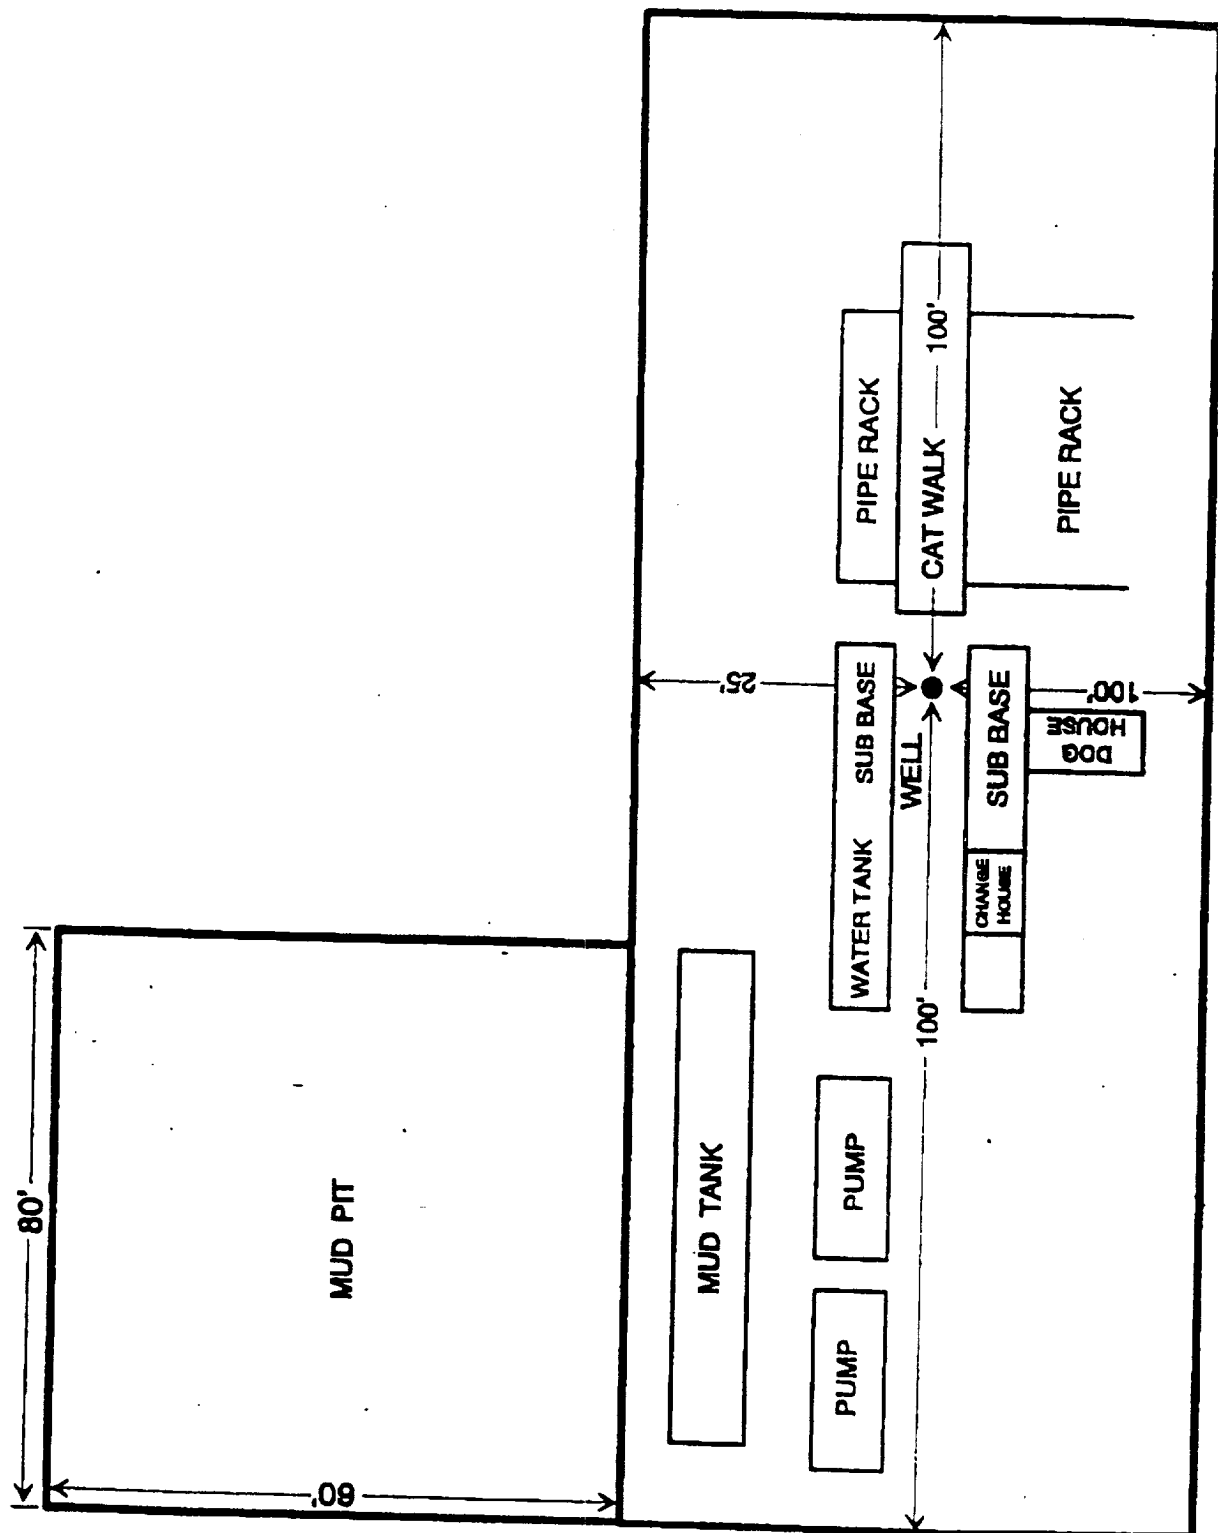 80'
MUD PIT
60'
25'
MUD TANK
PUMP
PUMP
WATER TANK SUB BASE
PIPE RACK
WELL
CAT WALK
100'
100'
CHANGE
HOUSE
SUB BASE
PIPE RACK
DOG
HOUSE
100'